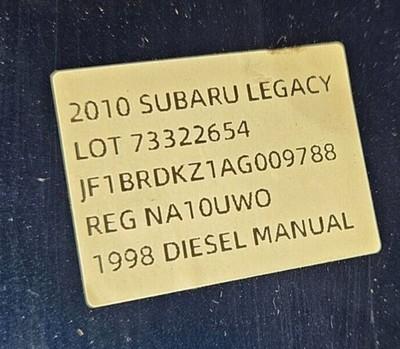 2010 SUBARU LEGACY
LOT 73322654
JF1BRDKZ1AG009788
REG NA10UWO
1998 DIESEL MANUAL